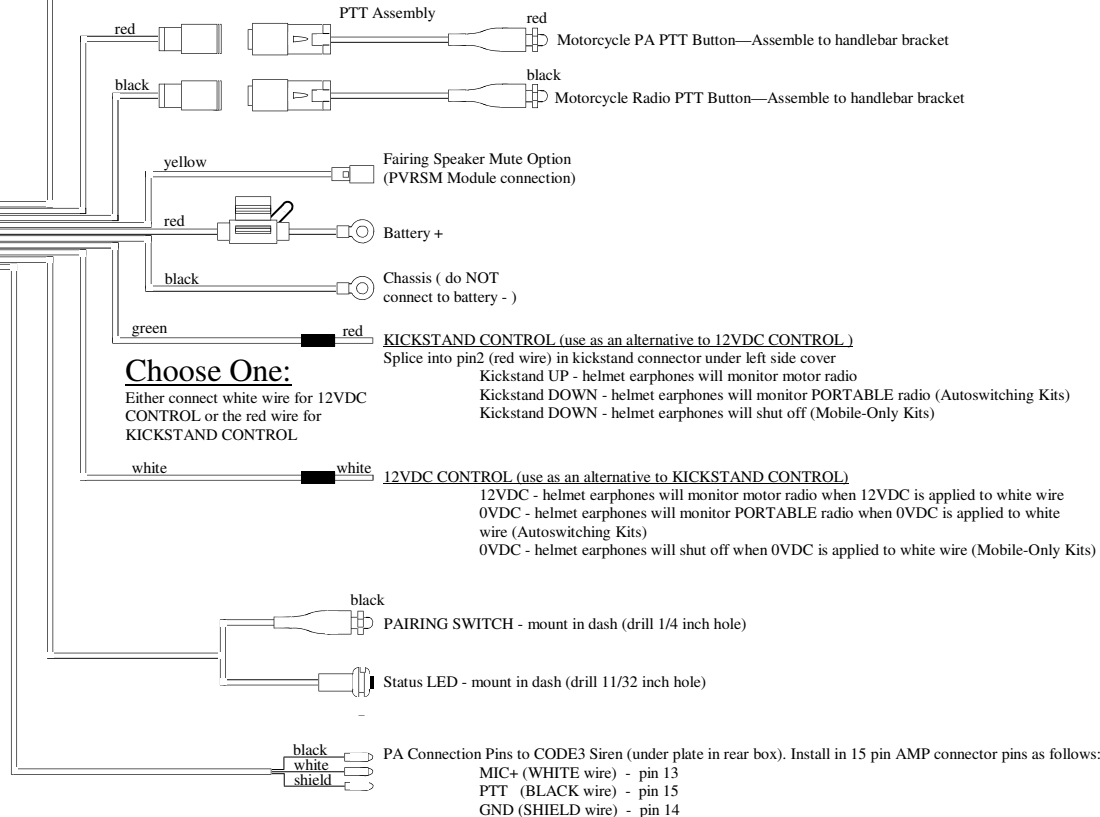 PTT Assembly
red
red
Motorcycle PA PTT Button—Assemble to handlebar bracket
black
black
Motorcycle Radio PTT Button—Assemble to handlebar bracket
yellow
Fairing Speaker Mute Option
(PVRSM Module connection)
red
Battery +
black
Chassis ( do NOT
connect to battery - )
green
red
KICKSTAND CONTROL (use as an alternative to 12VDC CONTROL )
Splice into pin2 (red wire) in kickstand connector under left side cover
Kickstand UP - helmet earphones will monitor motor radio
Kickstand DOWN - helmet earphones will monitor PORTABLE radio (Autoswitching Kits)
Kickstand DOWN - helmet earphones will shut off (Mobile-Only Kits)
Choose One:
Either connect white wire for 12VDC
CONTROL or the red wire for
KICKSTAND CONTROL
white
white
12VDC CONTROL (use as an alternative to KICKSTAND CONTROL)
12VDC - helmet earphones will monitor motor radio when 12VDC is applied to white wire
0VDC - helmet earphones will monitor PORTABLE radio when 0VDC is applied to white
wire (Autoswitching Kits)
0VDC - helmet earphones will shut off when 0VDC is applied to white wire (Mobile-Only Kits)
black
PAIRING SWITCH - mount in dash (drill 1/4 inch hole)
Status LED - mount in dash (drill 11/32 inch hole)
black
white
shield
PA Connection Pins to CODE3 Siren (under plate in rear box). Install in 15 pin AMP connector pins as follows:
MIC+ (WHITE wire) - pin 13
PTT (BLACK wire) - pin 15
GND (SHIELD wire) - pin 14